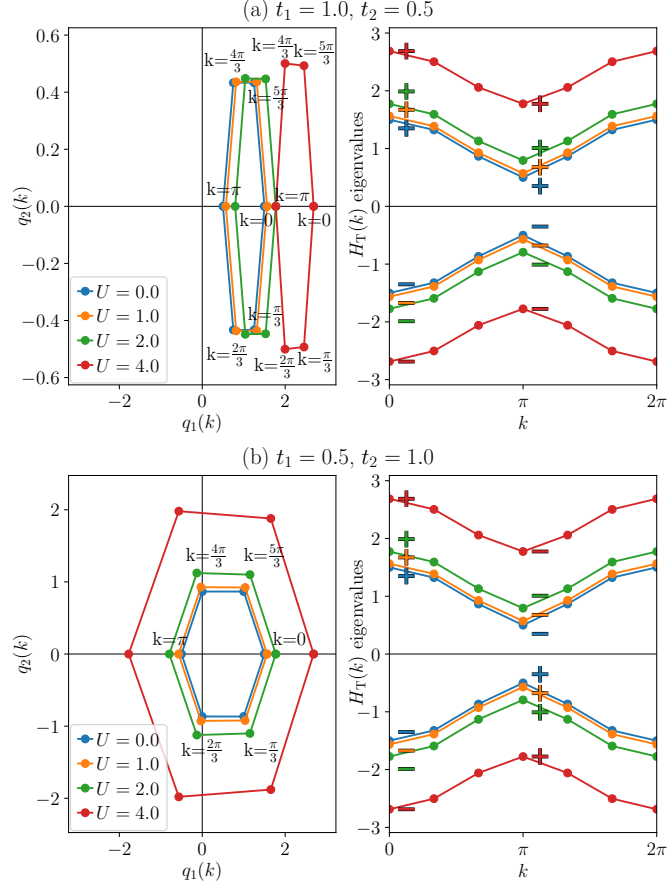 (a) t₁ = 1.0, t₂ = 0.5
0.6
0.4
0.2
0.0
−0.2
−0.4
−0.6
q₂(k)
k=4π/3
k=4π/3
k=5π/3
k=5π/3
k=π
k=π
k=0
k=0
k=π/3
k=2π/3
k=2π/3
k=π/3
U = 0.0
U = 1.0
U = 2.0
U = 4.0
−2
0
2
q₁(k)
3
2
1
0
−1
−2
−3
H_T(k) eigenvalues
0
π
2π
k
(b) t₁ = 0.5, t₂ = 1.0
2
1
0
−1
−2
q₂(k)
k=4π/3
k=5π/3
k=π
k=0
k=2π/3
k=π/3
U = 0.0
U = 1.0
U = 2.0
U = 4.0
−2
0
2
q₁(k)
3
2
1
0
−1
−2
−3
H_T(k) eigenvalues
0
π
2π
k